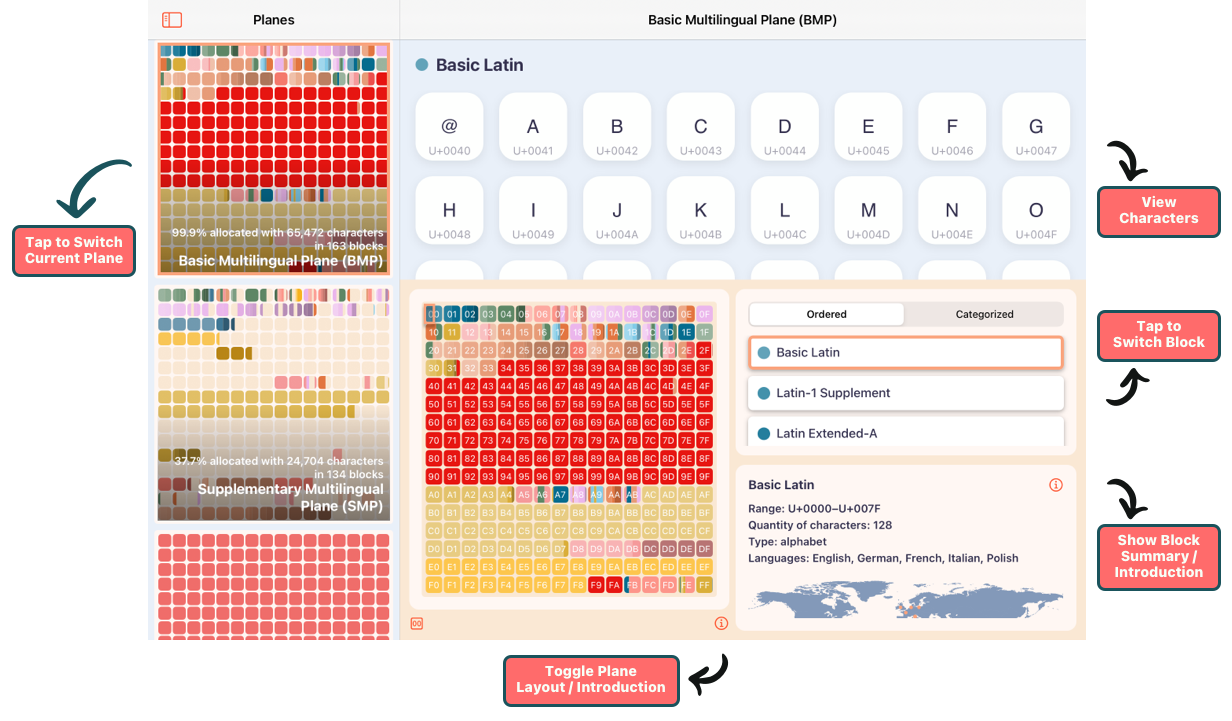 Planes
Basic Multilingual Plane (BMP)
99.9% allocated with 65,472 characters
in 163 blocks
Basic Multilingual Plane (BMP)
37.7% allocated with 24,704 characters
in 134 blocks
Supplementary Multilingual
Plane (SMP)
Basic Latin
@ A B C D E F G
U+0040 U+0041 U+0042 U+0043 U+0044 U+0045 U+0046 U+0047
H I J K L M N O
U+0048 U+0049 U+004A U+004B U+004C U+004D U+004E U+004F
00 01 02 03 04 05 06 07 08 09 0A 0B 0C 0D 0E 0F
10 11 12 13 14 15 16 17 18 19 1A 1B 1C 1D 1E 1F
20 21 22 23 24 25 26 27 28 29 2A 2B 2C 2D 2E 2F
30 31 32 33 34 35 36 37 38 39 3A 3B 3C 3D 3E 3F
40 41 42 43 44 45 46 47 48 49 4A 4B 4C 4D 4E 4F
50 51 52 53 54 55 56 57 58 59 5A 5B 5C 5D 5E 5F
60 61 62 63 64 65 66 67 68 69 6A 6B 6C 6D 6E 6F
70 71 72 73 74 75 76 77 78 79 7A 7B 7C 7D 7E 7F
80 81 82 83 84 85 86 87 88 89 8A 8B 8C 8D 8E 8F
90 91 92 93 94 95 96 97 98 99 9A 9B 9C 9D 9E 9F
A0 A1 A2 A3 A4 A5 A6 A7 A8 A9 AA AB AC AD AE AF
B0 B1 B2 B3 B4 B5 B6 B7 B8 B9 BA BB BC BD BE BF
C0 C1 C2 C3 C4 C5 C6 C7 C8 C9 CA CB CC CD CE CF
D0 D1 D2 D3 D4 D5 D6 D7 D8 D9 DA DB DC DD DE DF
E0 E1 E2 E3 E4 E5 E6 E7 E8 E9 EA EB EC ED EE EF
F0 F1 F2 F3 F4 F5 F6 F7 F8 F9 FA FB FC FD FE FF
00
Ordered Categorized
Basic Latin
Latin-1 Supplement
Latin Extended-A
Basic Latin
Range: U+0000–U+007F
Quantity of characters: 128
Type: alphabet
Languages: English, German, French, Italian, Polish
Tap to Switch
Current Plane
View
Characters
Tap to
Switch Block
Show Block
Summary /
Introduction
Toggle Plane
Layout / Introduction